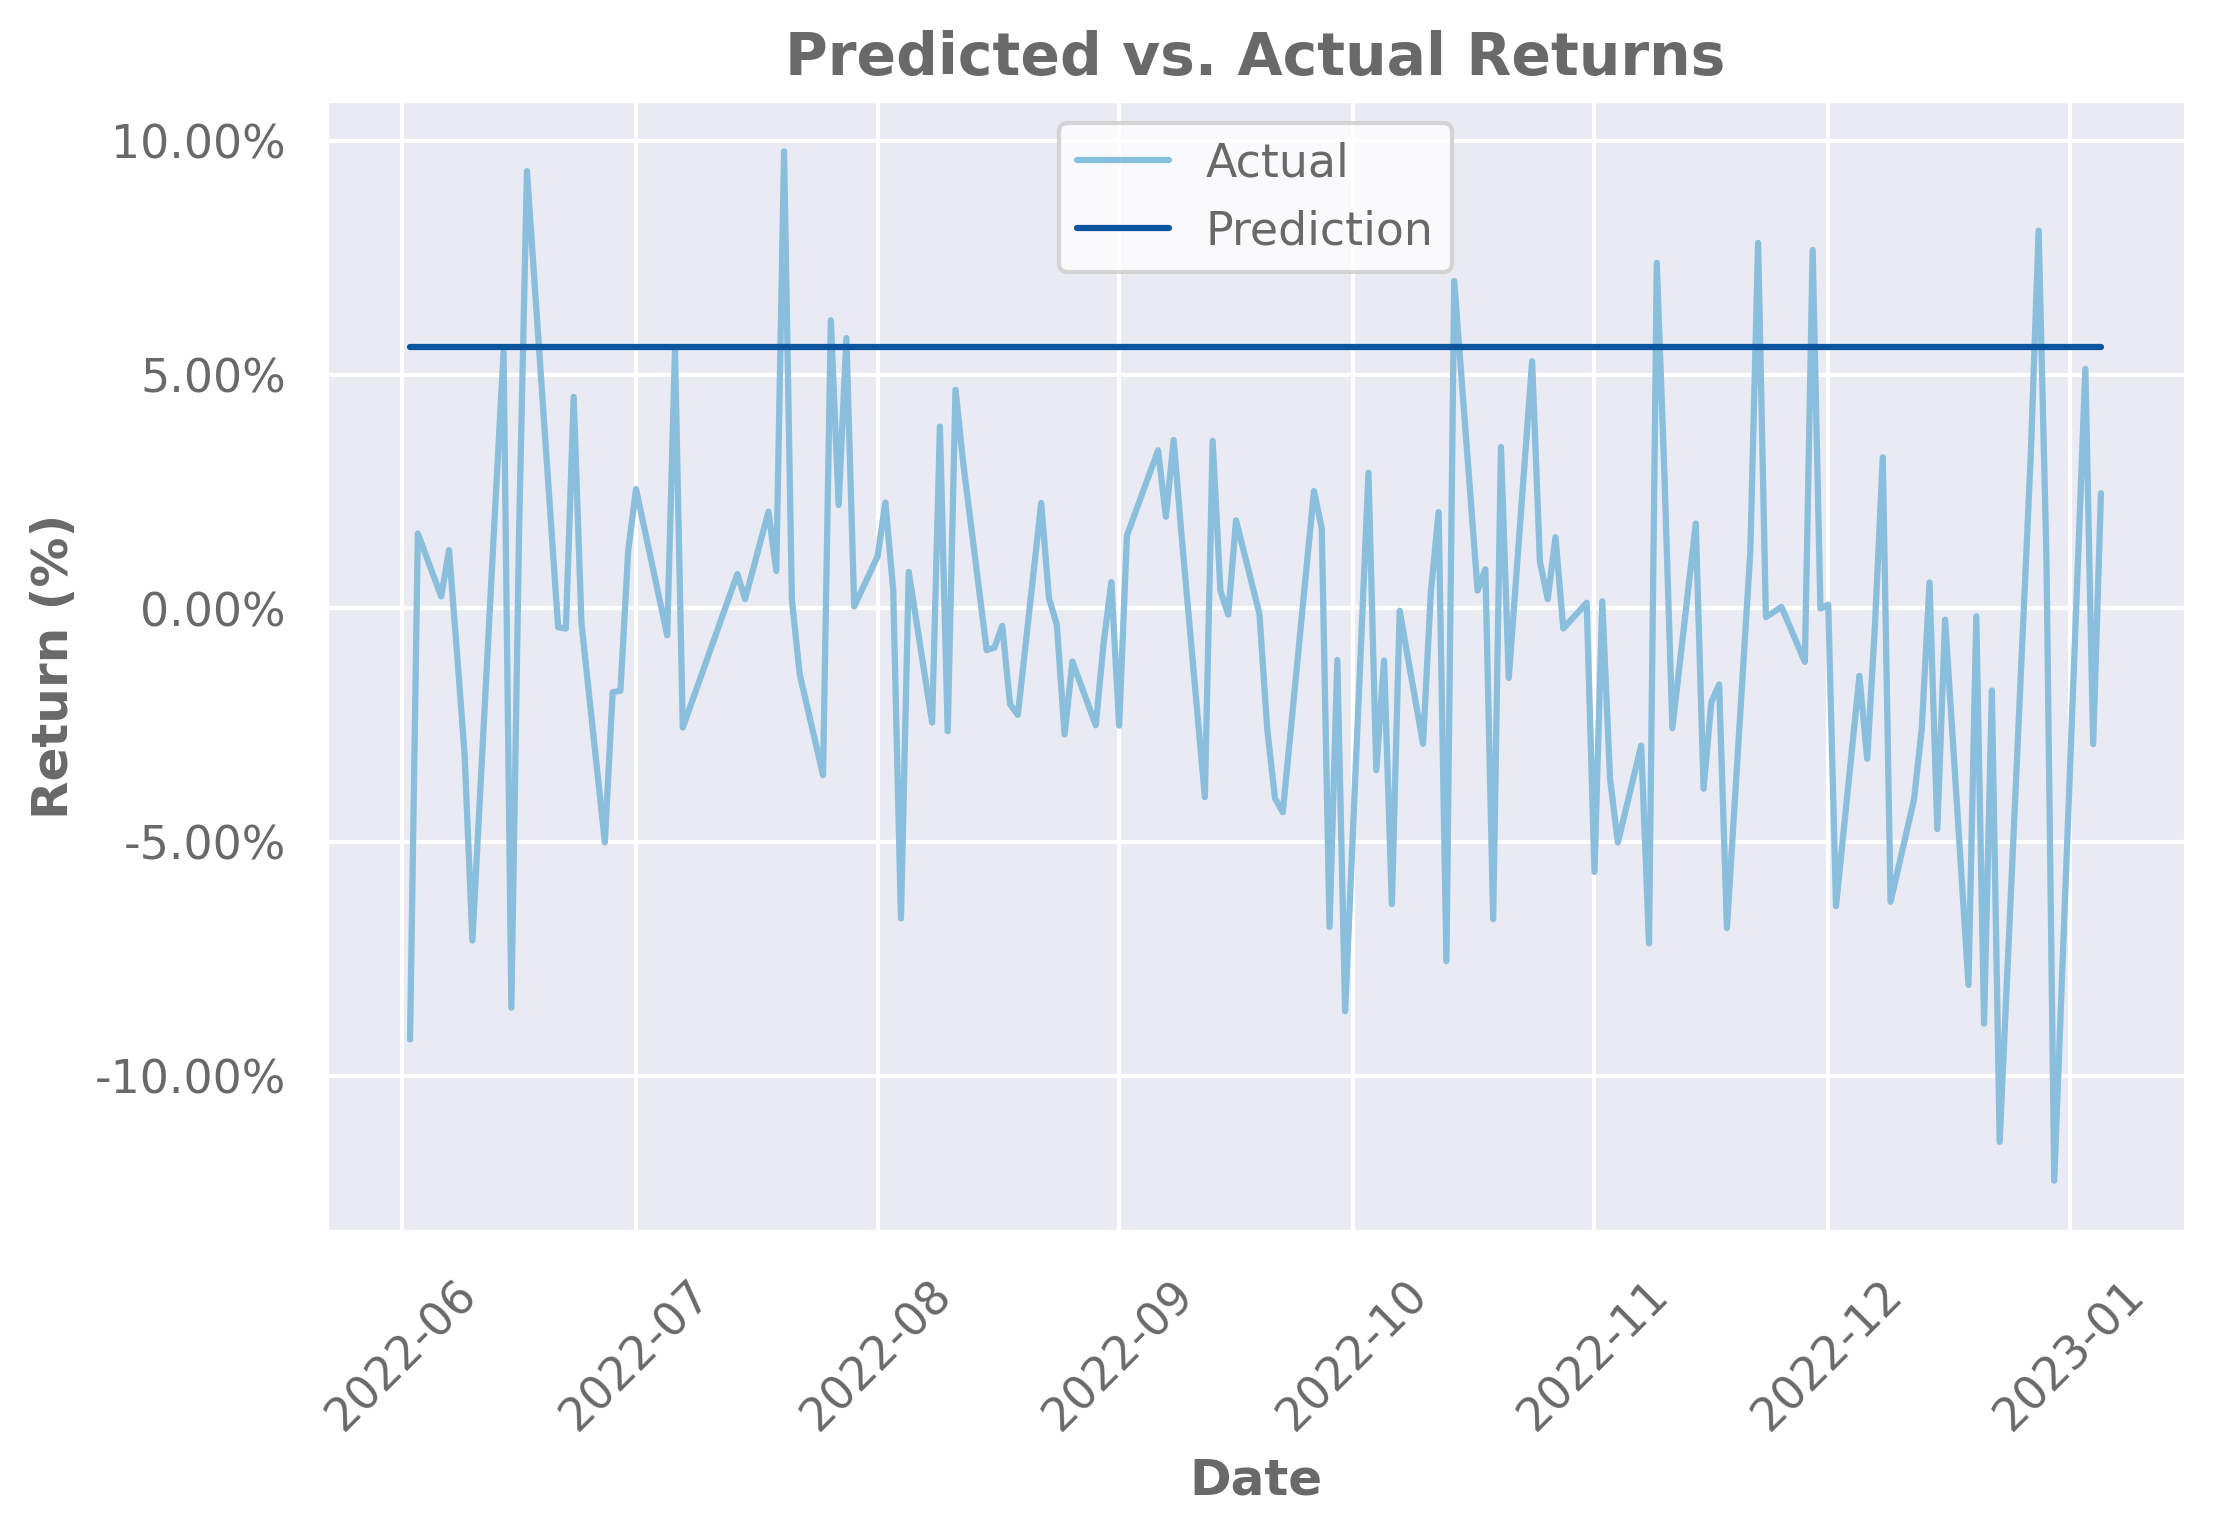 Predicted vs. Actual Returns
Actual
Prediction
10.00%
5.00%
0.00%
-5.00%
-10.00%
Return (%)
2022-06
2022-07
2022-08
2022-09
2022-10
2022-11
2022-12
2023-01
Date